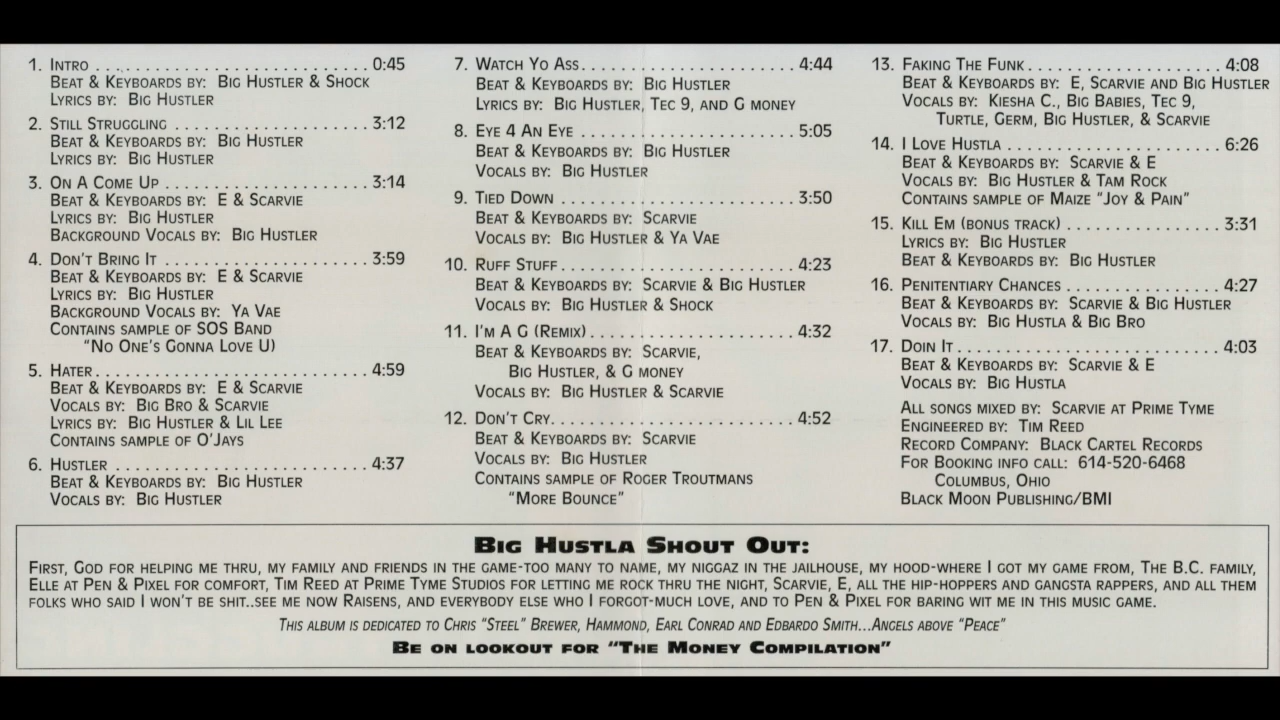 1. Intro . . . . . . . . . . . . . . . . . . . . . . . . . . . . . . . . . 0:45
Beat & Keyboards by: Big Hustler & Shock
Lyrics by: Big Hustler
2. Still Struggling . . . . . . . . . . . . . . . . . . . . . . . 3:12
Beat & Keyboards by: Big Hustler
Lyrics by: Big Hustler
3. On A Come Up . . . . . . . . . . . . . . . . . . . . . . . . 3:14
Beat & Keyboards by: E & Scarvie
Lyrics by: Big Hustler
Background Vocals by: Big Hustler
4. Don't Bring It . . . . . . . . . . . . . . . . . . . . . . . . 3:59
Beat & Keyboards by: E & Scarvie
Lyrics by: Big Hustler
Background Vocals by: Ya Vae
Contains sample of SOS Band
"No One's Gonna Love U)
5. Hater . . . . . . . . . . . . . . . . . . . . . . . . . . . . . . . . 4:59
Beat & Keyboards by: E & Scarvie
Vocals by: Big Bro & Scarvie
Lyrics by: Big Hustler & Lil Lee
Contains sample of O'Jays
6. Hustler . . . . . . . . . . . . . . . . . . . . . . . . . . . . . . 4:37
Beat & Keyboards by: Big Hustler
Vocals by: Big Hustler
7. Watch Yo Ass . . . . . . . . . . . . . . . . . . . . . . . . . 4:44
Beat & Keyboards by: Big Hustler
Lyrics by: Big Hustler, Tec 9, and G money
8. Eye 4 An Eye . . . . . . . . . . . . . . . . . . . . . . . . . 5:05
Beat & Keyboards by: Big Hustler
Vocals by: Big Hustler
9. Tied Down . . . . . . . . . . . . . . . . . . . . . . . . . . . 3:50
Beat & Keyboards by: Scarvie
Vocals by: Big Hustler & Ya Vae
10. Ruff Stuff . . . . . . . . . . . . . . . . . . . . . . . . . . . 4:23
Beat & Keyboards by: Scarvie & Big Hustler
Vocals by: Big Hustler & Shock
11. I'm A G (Remix) . . . . . . . . . . . . . . . . . . . . . . . 4:32
Beat & Keyboards by: Scarvie,
Big Hustler, & G money
Vocals by: Big Hustler & Scarvie
12. Don't Cry . . . . . . . . . . . . . . . . . . . . . . . . . . . . 4:52
Beat & Keyboards by: Scarvie
Vocals by: Big Hustler
Contains sample of Roger Troutmans
"More Bounce"
13. Faking The Funk . . . . . . . . . . . . . . . . . . . . . . 4:08
Beat & Keyboards by: E, Scarvie and Big Hustler
Vocals by: Kiesha C., Big Babies, Tec 9,
Turtle, Germ, Big Hustler, & Scarvie
14. I Love Hustla . . . . . . . . . . . . . . . . . . . . . . . . . 6:26
Beat & Keyboards by: Scarvie & E
Vocals by: Big Hustler & Tam Rock
Contains sample of Maize "Joy & Pain"
15. Kill Em (bonus track) . . . . . . . . . . . . . . . . . . 3:31
Lyrics by: Big Hustler
Beat & Keyboards by: Big Hustler
16. Penitentiary Chances . . . . . . . . . . . . . . . . . . 4:27
Beat & Keyboards by: Scarvie & Big Hustler
Vocals by: Big Hustla & Big Bro
17. Doin It . . . . . . . . . . . . . . . . . . . . . . . . . . . . . . 4:03
Beat & Keyboards by: Scarvie & E
Vocals by: Big Hustla
All songs mixed by: Scarvie at Prime Tyme
Engineered by: Tim Reed
Record Company: Black Cartel Records
For Booking info call: 614-520-6468
Columbus, Ohio
Black Moon Publishing/BMI
Big Hustla Shout Out:
First, God for helping me thru, my family and friends in the game-too many to name, my niggaz in the jailhouse, my hood-where I got my game from, The B.C. family,
Elle at Pen & Pixel for comfort, Tim Reed at Prime Tyme Studios for letting me rock thru the night, Scarvie, E, all the hip-hoppers and gangsta rappers, and all them
folks who said I won't be shit..see me now Raisens, and everybody else who I forgot-much love, and to Pen & Pixel for baring wit me in this music game.
This album is dedicated to Chris "Steel" Brewer, Hammond, Earl Conrad and Edbardo Smith...Angels above "Peace"
Be on lookout for "The Money Compilation"